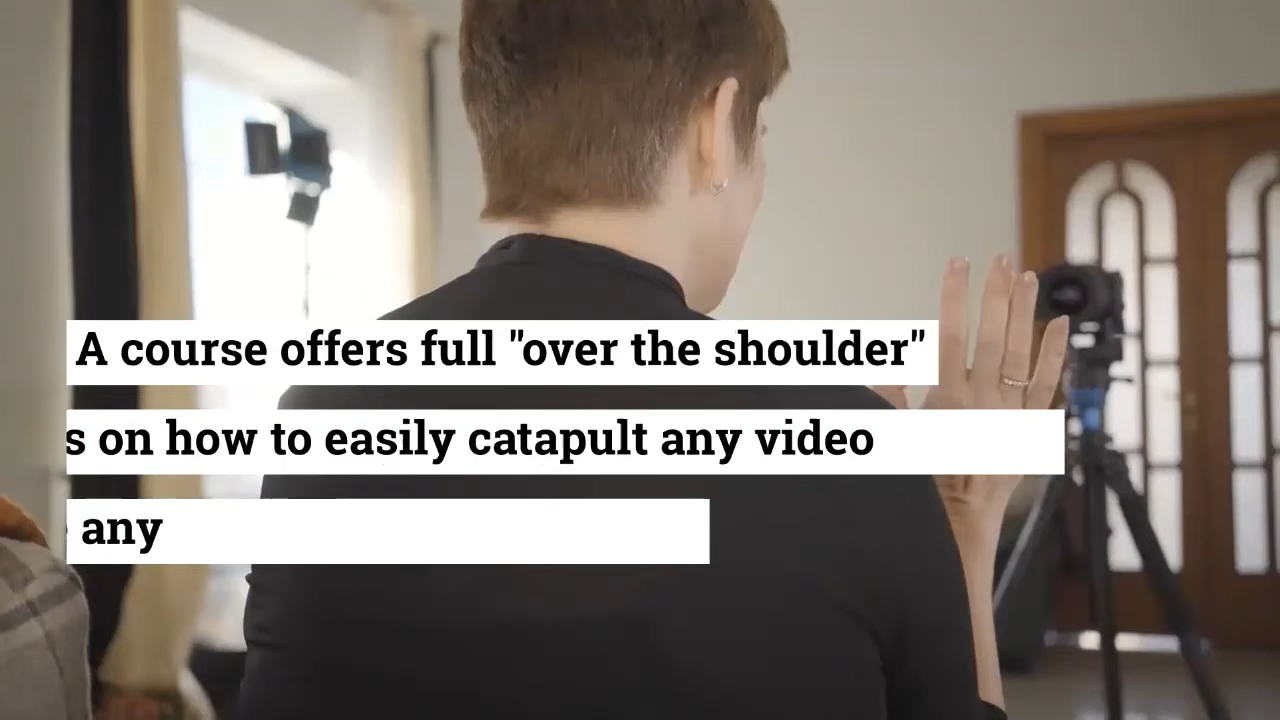 A course offers full "over the shoulder"
s on how to easily catapult any video
any